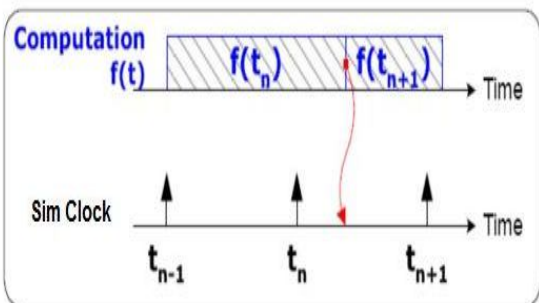 Computation
f(t)
f(tn) f(tn+1)
Time
Sim Clock
Time
tn-1 tn tn+1